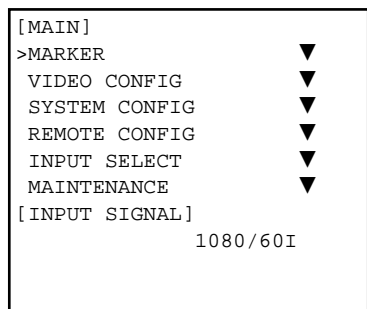 [MAIN]
>MARKER ▼
VIDEO CONFIG ▼
SYSTEM CONFIG ▼
REMOTE CONFIG ▼
INPUT SELECT ▼
MAINTENANCE ▼
[INPUT SIGNAL]
1080/60I